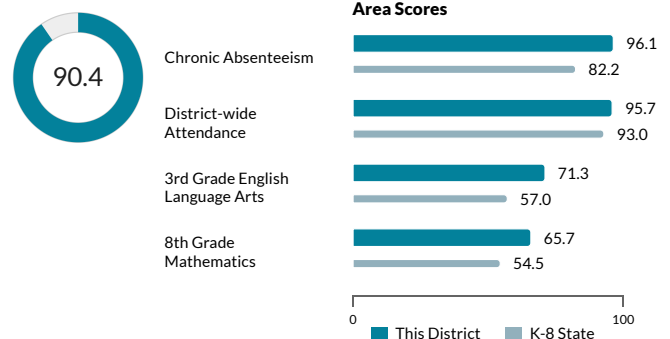 90.4
Area Scores
Chronic Absenteeism
96.1
82.2
District-wide
Attendance
95.7
93.0
3rd Grade English
Language Arts
71.3
57.0
8th Grade
Mathematics
65.7
54.5
0
100
This District
K-8 State